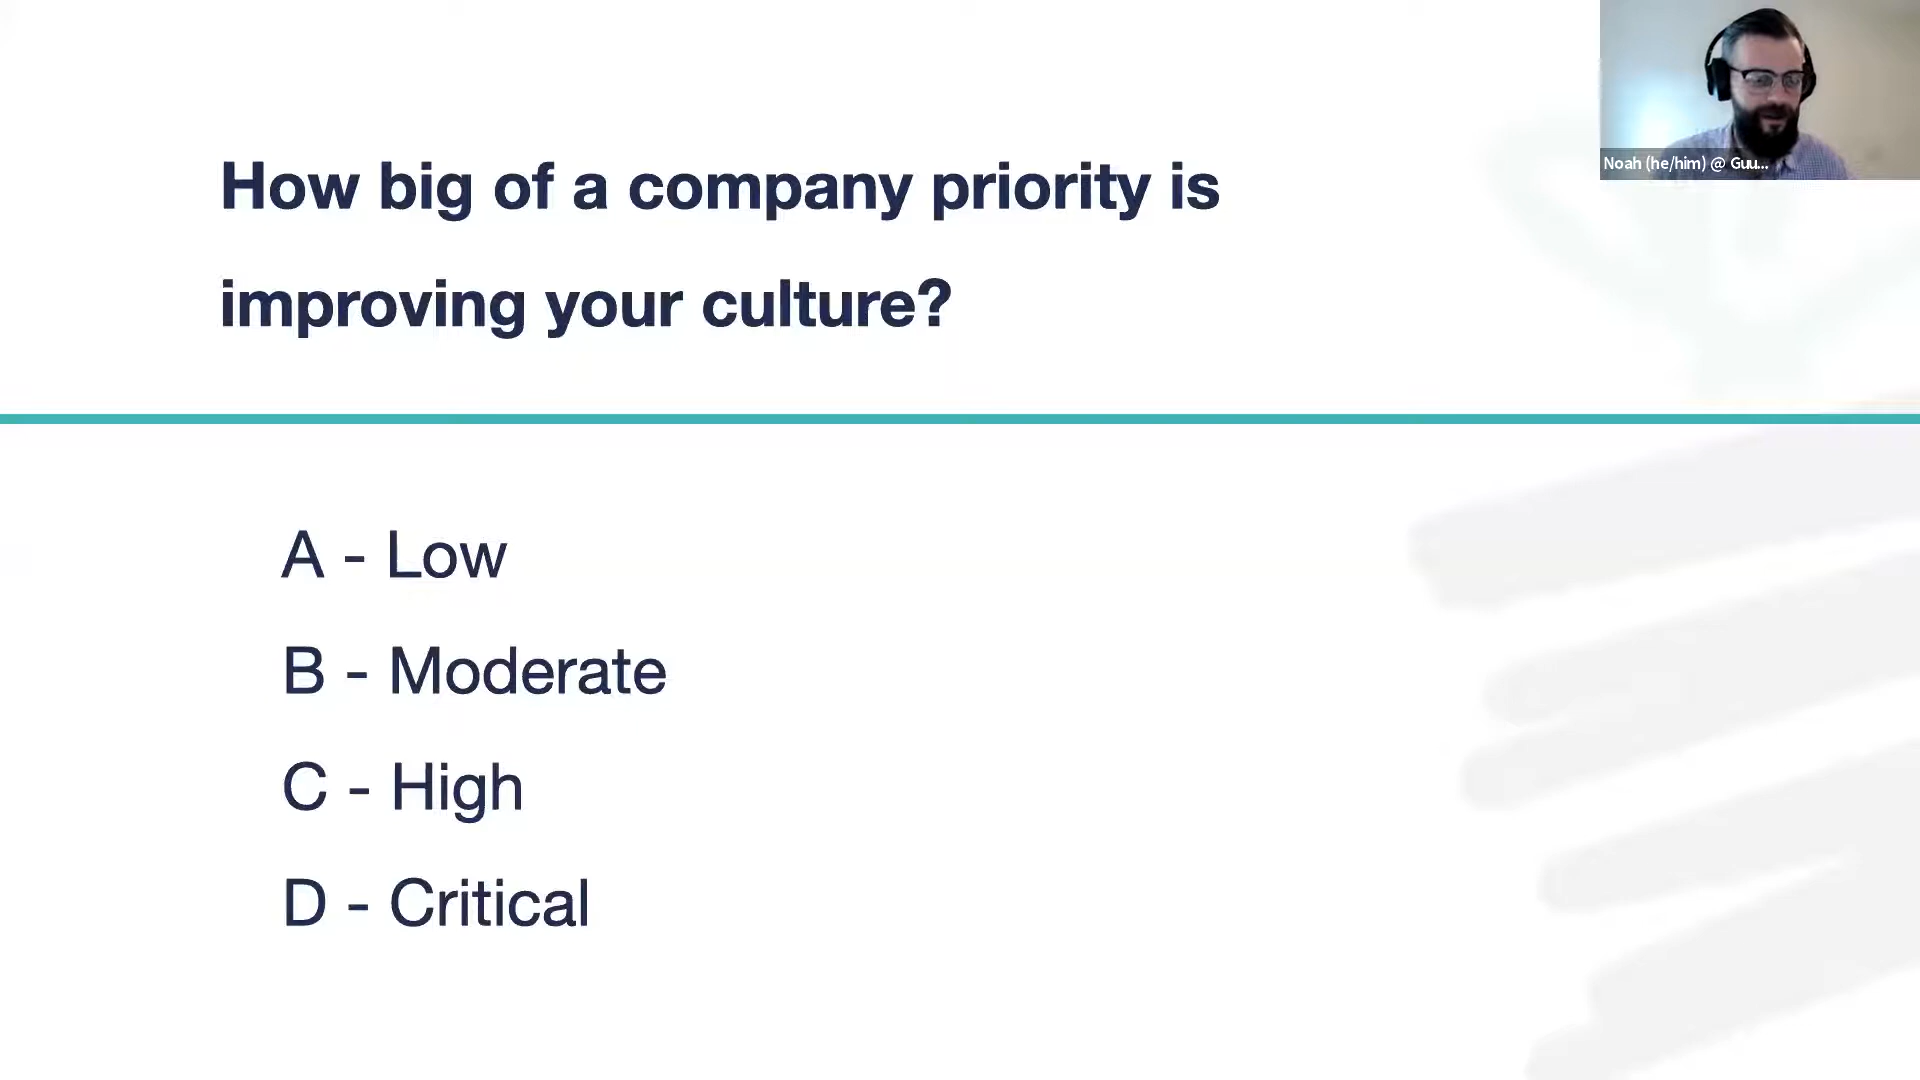 How big of a company priority is
improving your culture?
A - Low
B - Moderate
C - High
D - Critical
Noah (he/him) @ Guu...